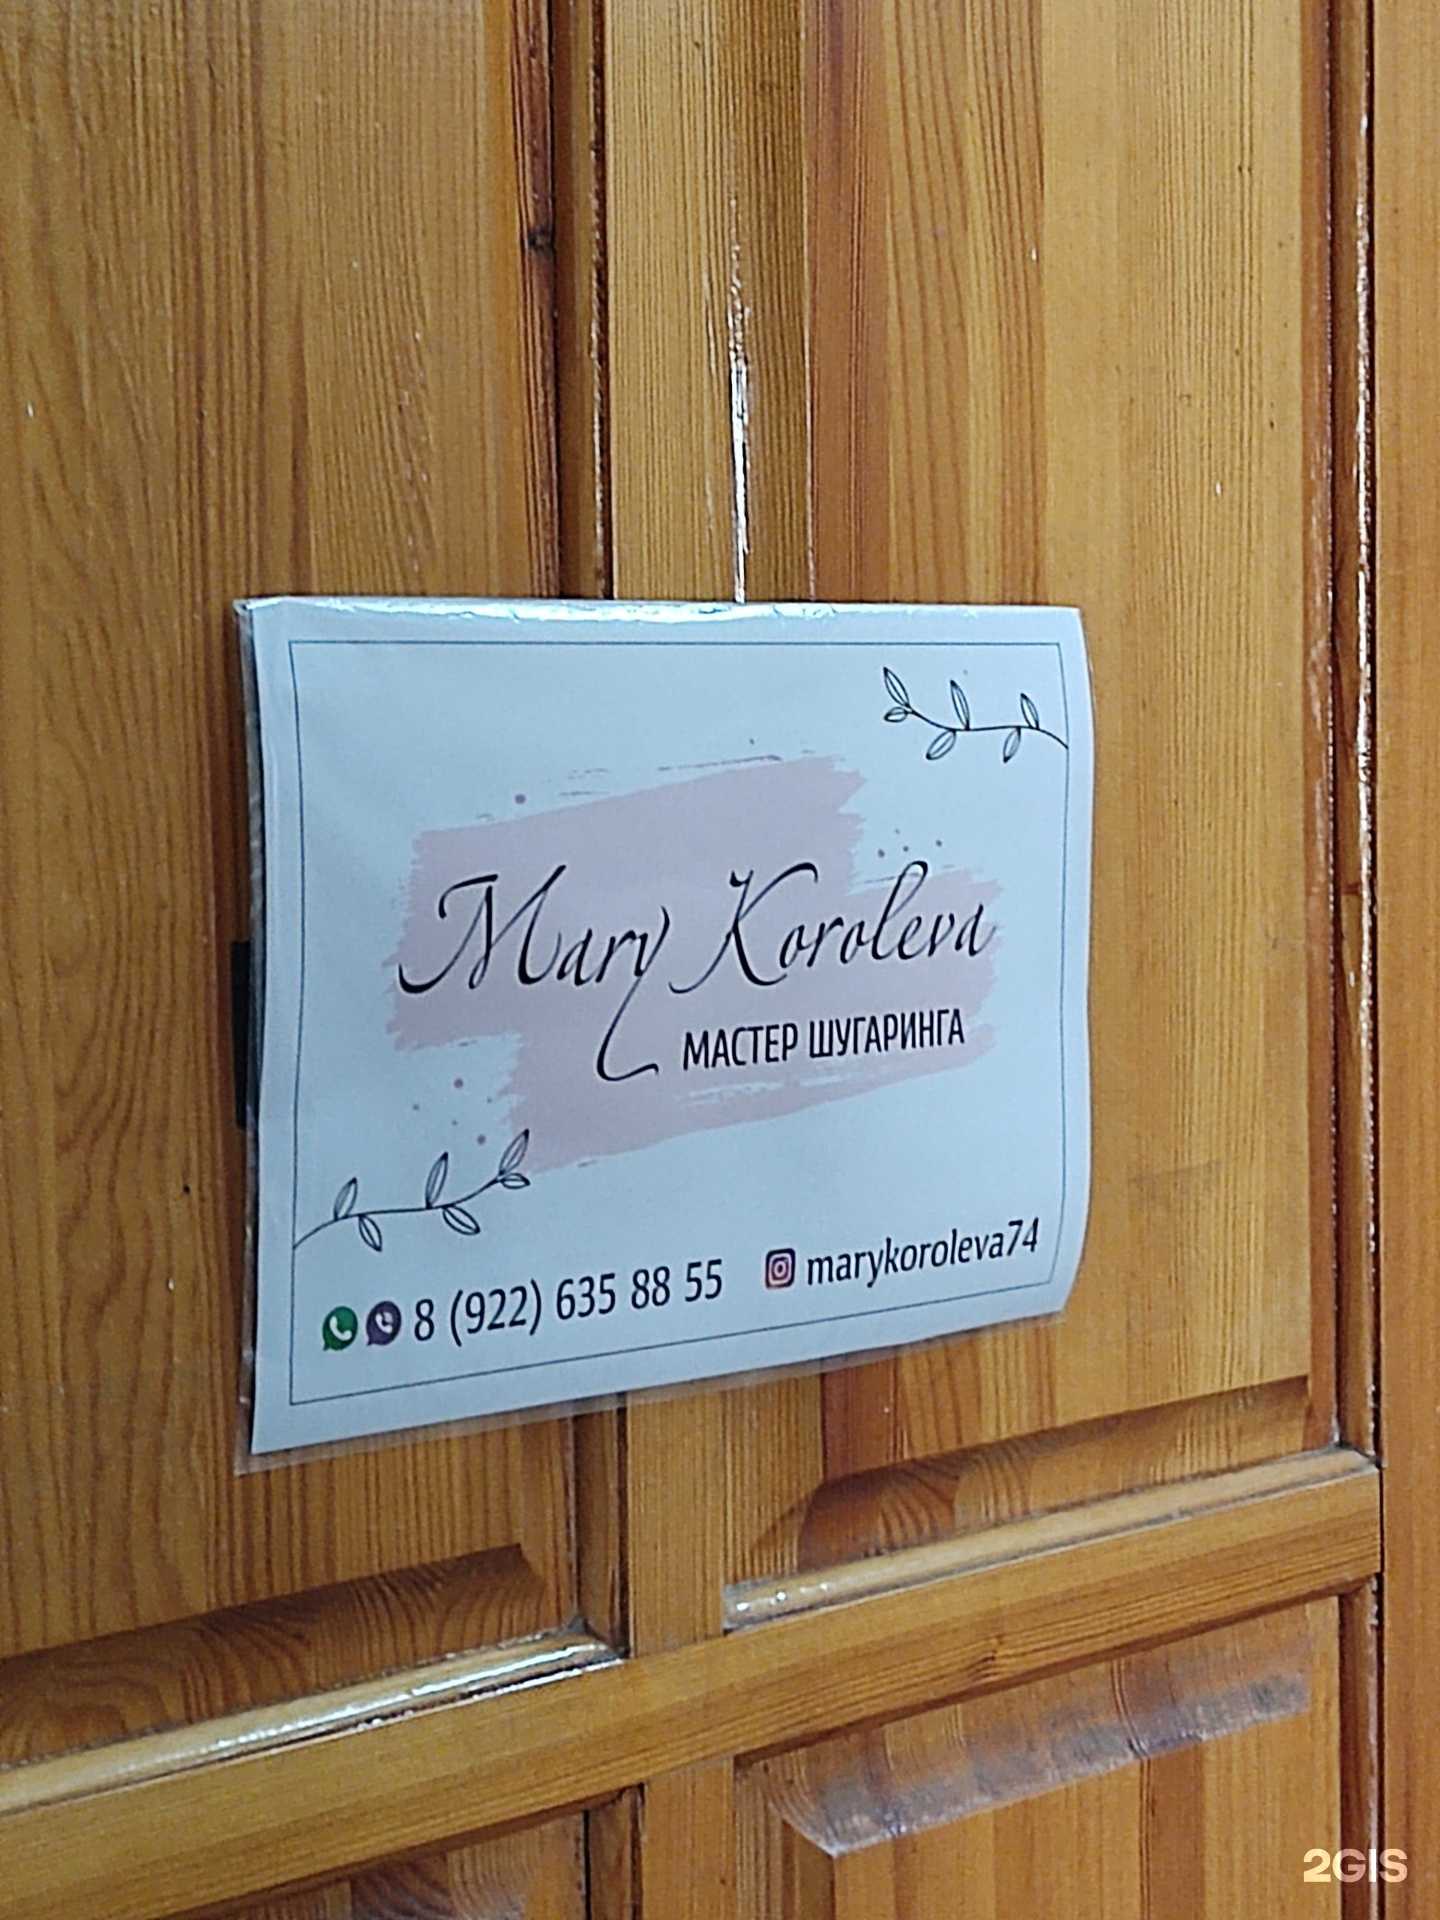 Mary Koroleva
МАСТЕР ШУГАРИНГА
8 (922) 635 88 55 marykoroleva74
2GIS